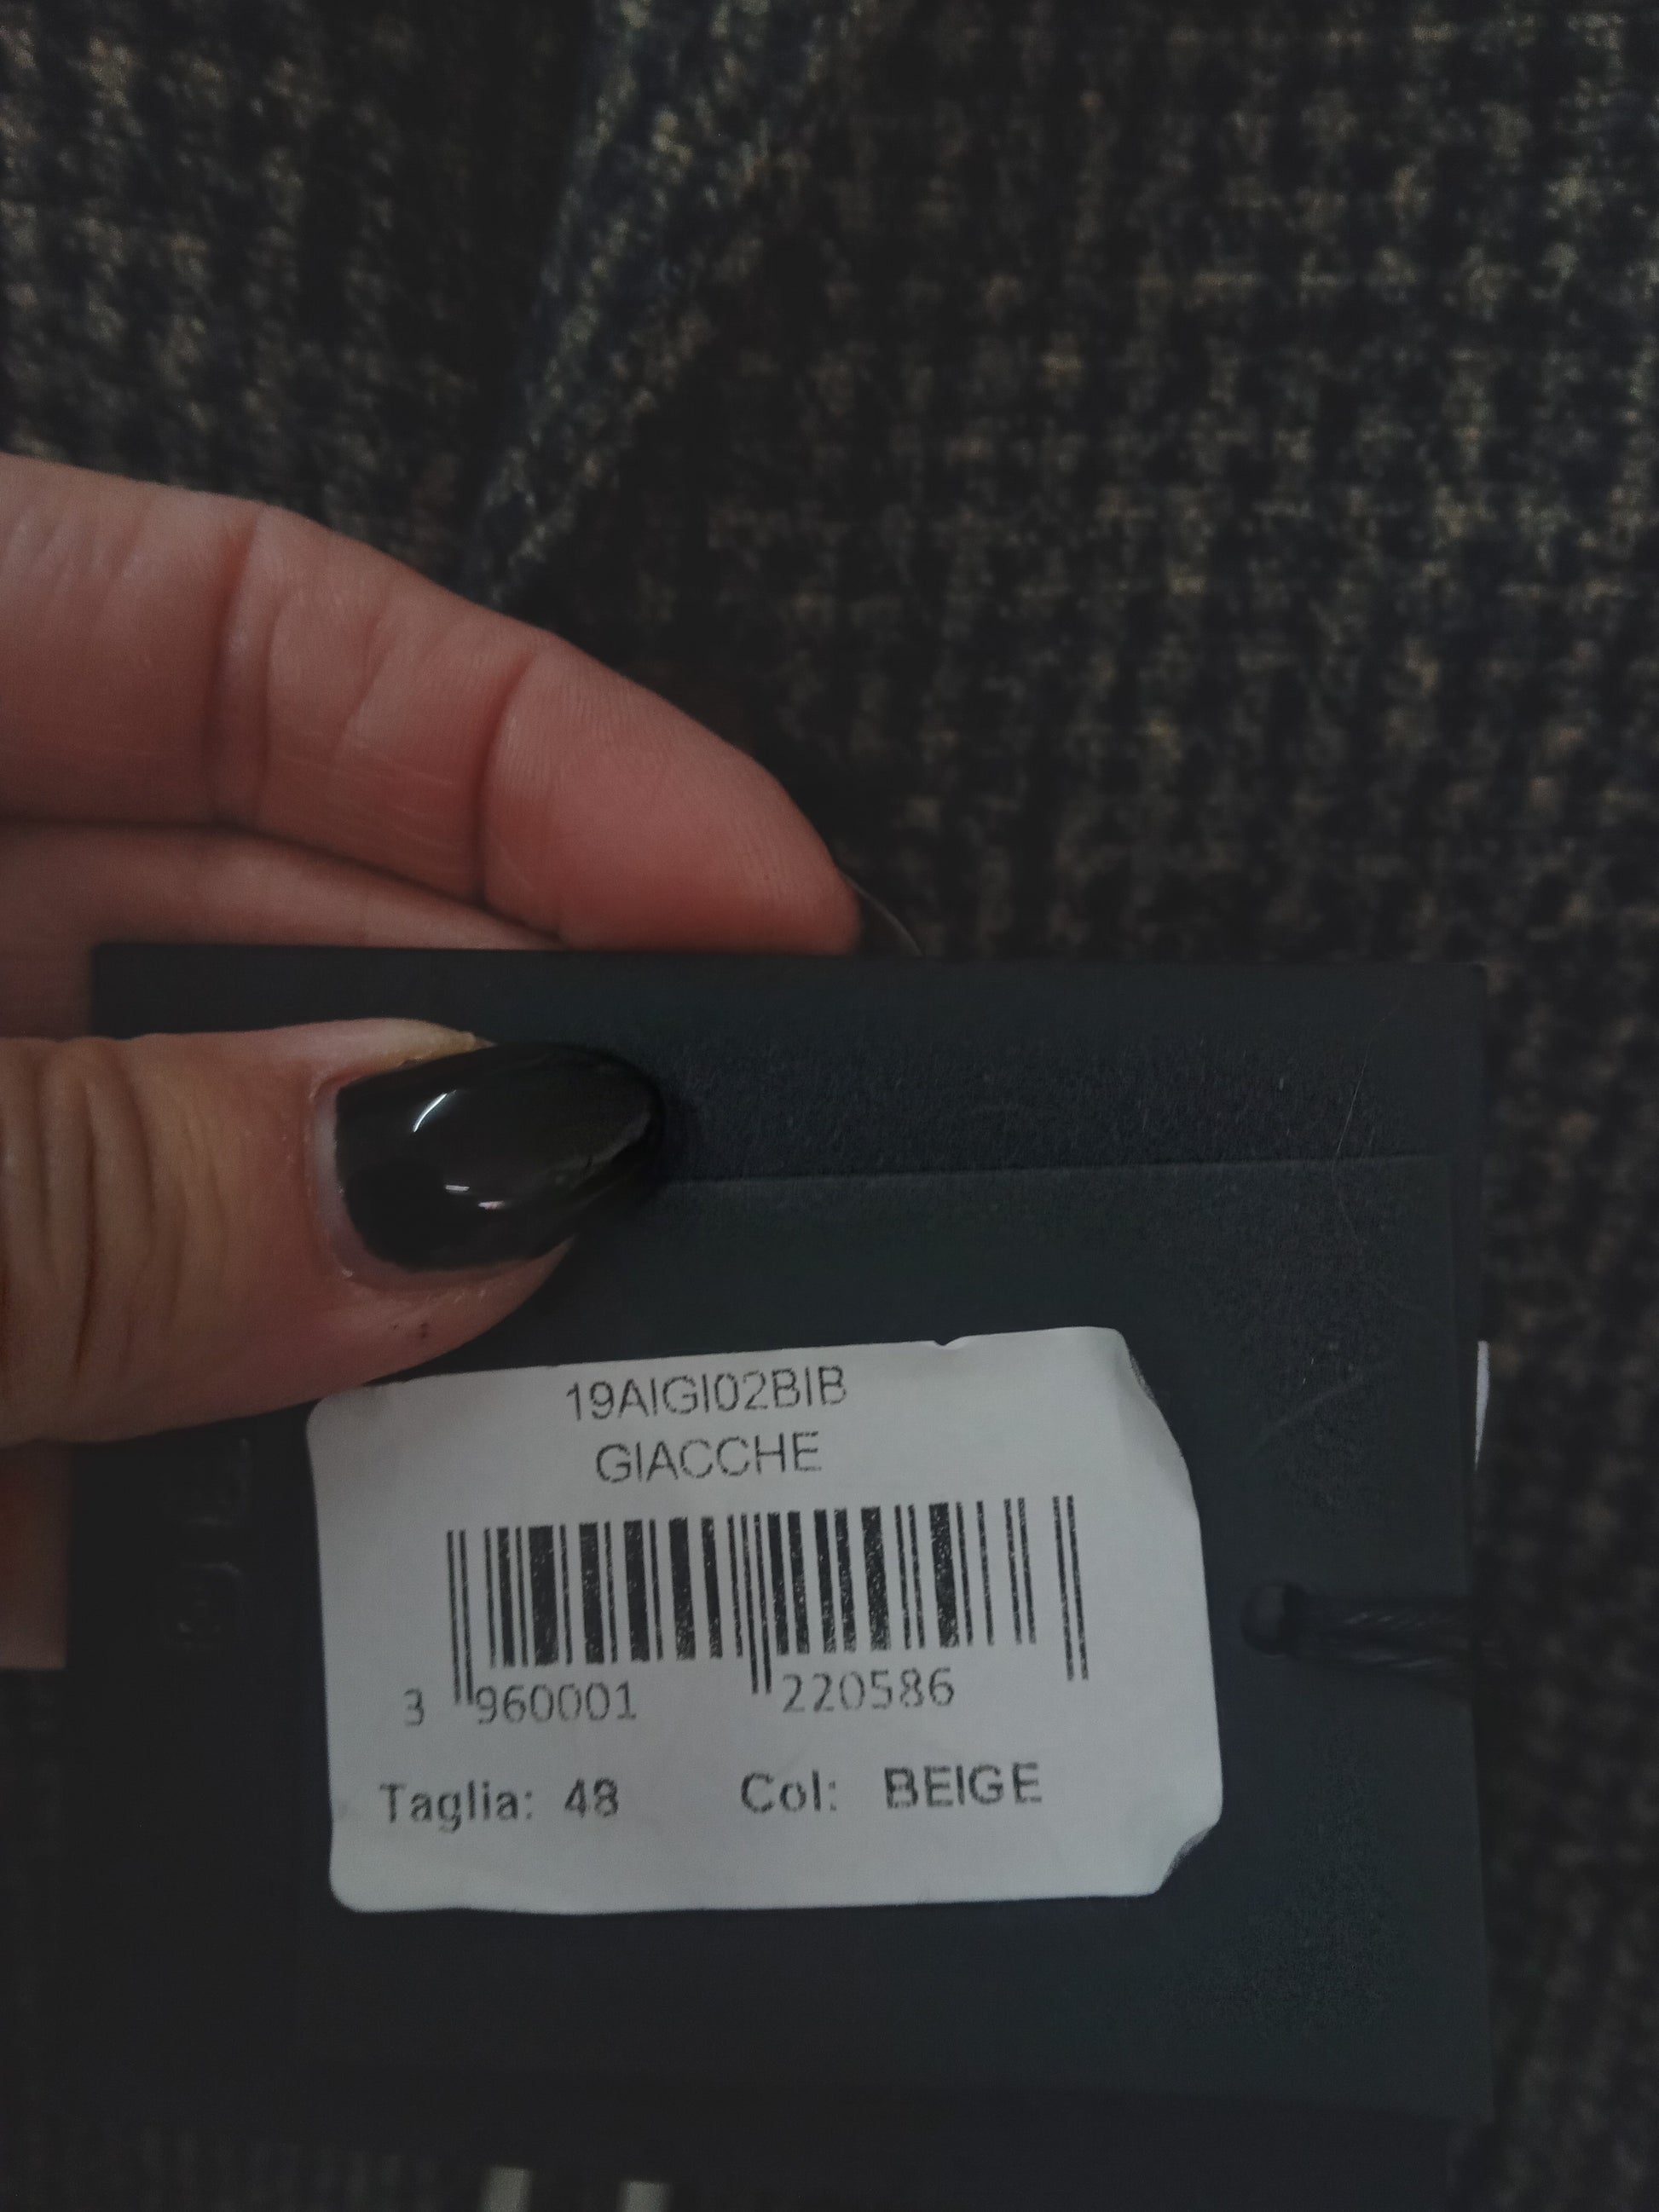 19AIGI02BIB
GIACCHE
3 960001 220586
Taglia: 48 Col: BEIGE